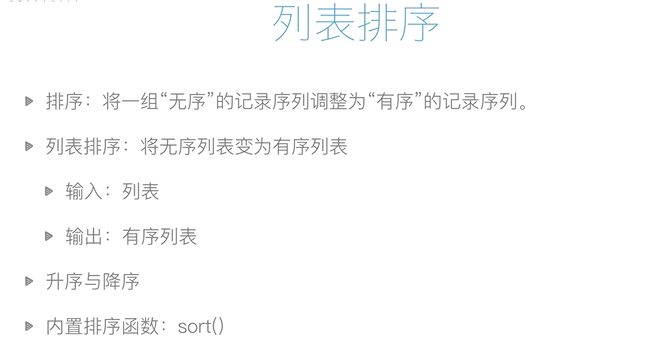 列表排序
排序：将一组“无序”的记录序列调整为“有序”的记录序列。
列表排序：将无序列表变为有序列表
输入：列表
输出：有序列表
升序与降序
内置排序函数：sort()